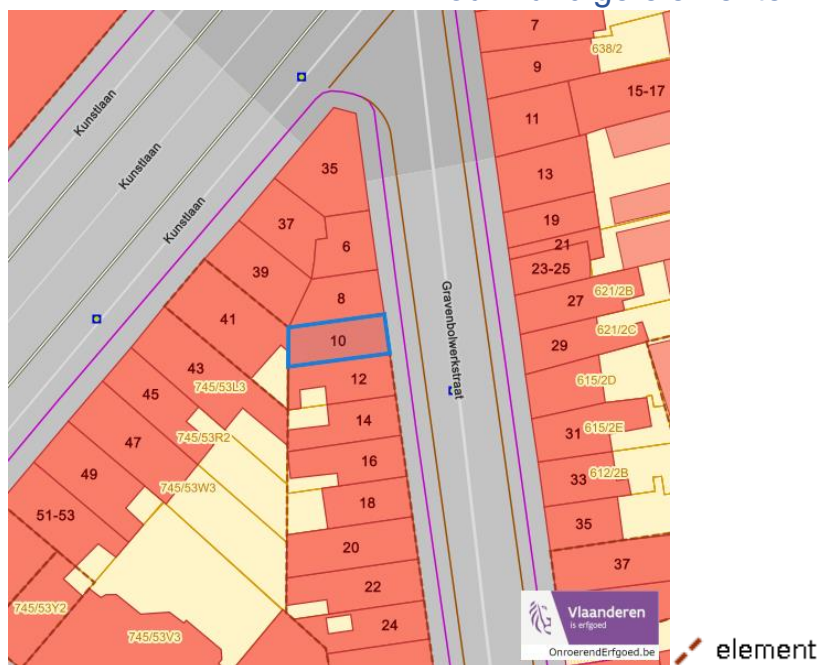 7
638/2
9
15-17
Kunstlaan
11
Kunstlaan
35
13
Kunstlaan
37
19
6
21
39
23-25
8
Gravenbolwerkstraat
27
621/2B
41
10
621/2C
29
43
12
745/53L3
615/2D
45
14
47
745/53R2
31
615/2E
16
49
745/53W3
33
612/2B
18
51-53
35
20
37
22
745/53Y2
24
745/53V3
Vlaanderen
is erfgoed
OnroerendErfgoed.be
element